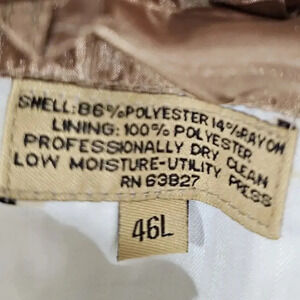 SHELL: 86% POLYESTER 14% RAYON
LINING: 100% POLYESTER
PROFESSIONALLY DRY CLEAN
LOW MOISTURE-UTILITY PRESS
RN 63827
46L